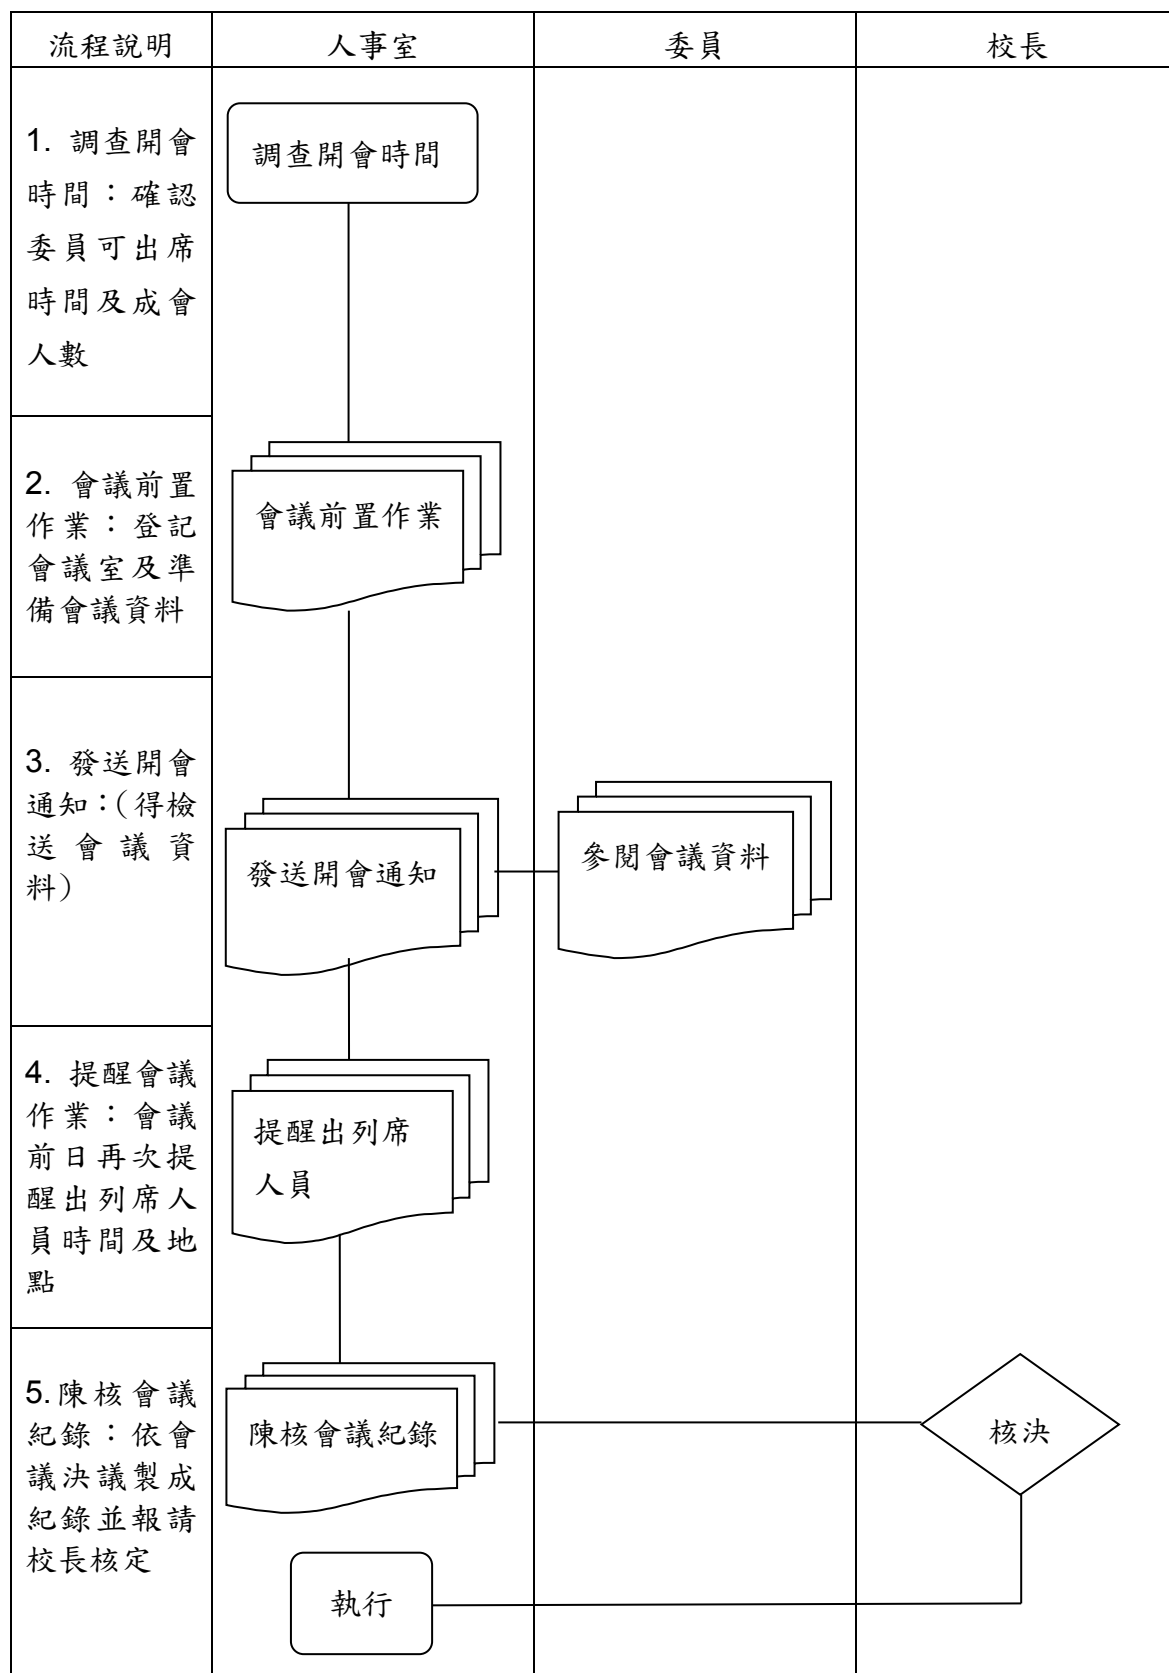 流程說明 人事室 委員 校長
1. 調查開會
時間：確認
委員可出席
時間及成會
人數
調查開會時間
2. 會議前置
作業：登記
會議室及準
備會議資料
會議前置作業
3. 發送開會
通知：（得檢
送會議資
料）
發送開會通知
參閱會議資料
4. 提醒會議
作業：會議
前日再次提
醒出列席人
員時間及地
點
提醒出列席
人員
5.陳核會議
紀錄：依會
議決議製成
紀錄並報請
校長核定
陳核會議紀錄
核決
執行